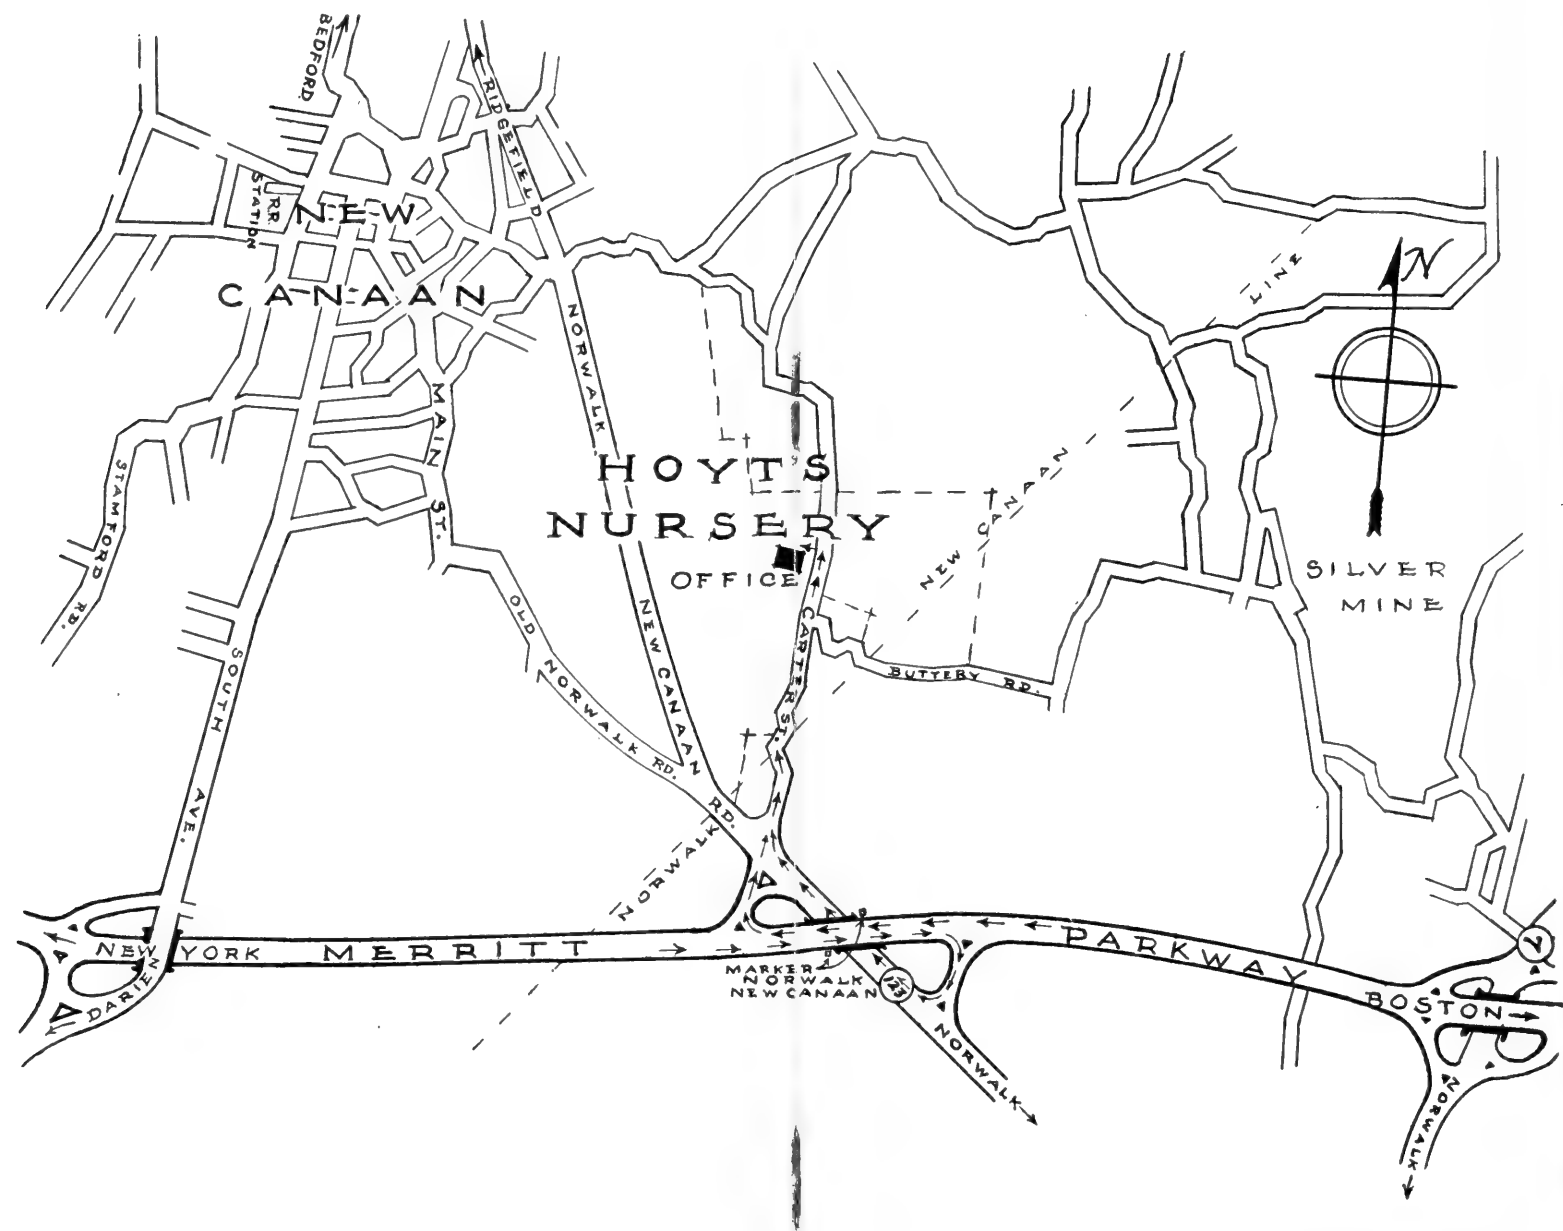 BEDFORD
RIDGEFIELD
RR. STATION
NEW
CANAAN
LINE
N
NORWALK
MAIN ST.
STAMFORD RD.
HOYTS
NURSERY
OFFICE
NEW CANAAN
SILVER
MINE
OLD NORWALK RD.
NEW CANAAN RD.
CARTER ST.
BUTTERY RD.
SOUTH AVE.
NORWALK
7
NEW YORK
MERRITT
PARKWAY
BOSTON
DARIEN
MARKER
NORWALK
NEW CANAAN
123
NORWALK
NORWALK